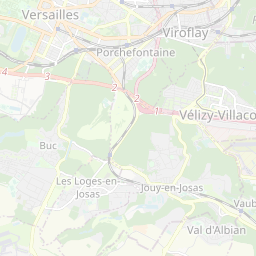 Versailles
Viroflay
Porchefontaine
4
3
2
2
1
Vélizy-Villaco
Buc
Les Loges-en-
Josas
Jouy-en-Josas
Vaub
Val d'Albian